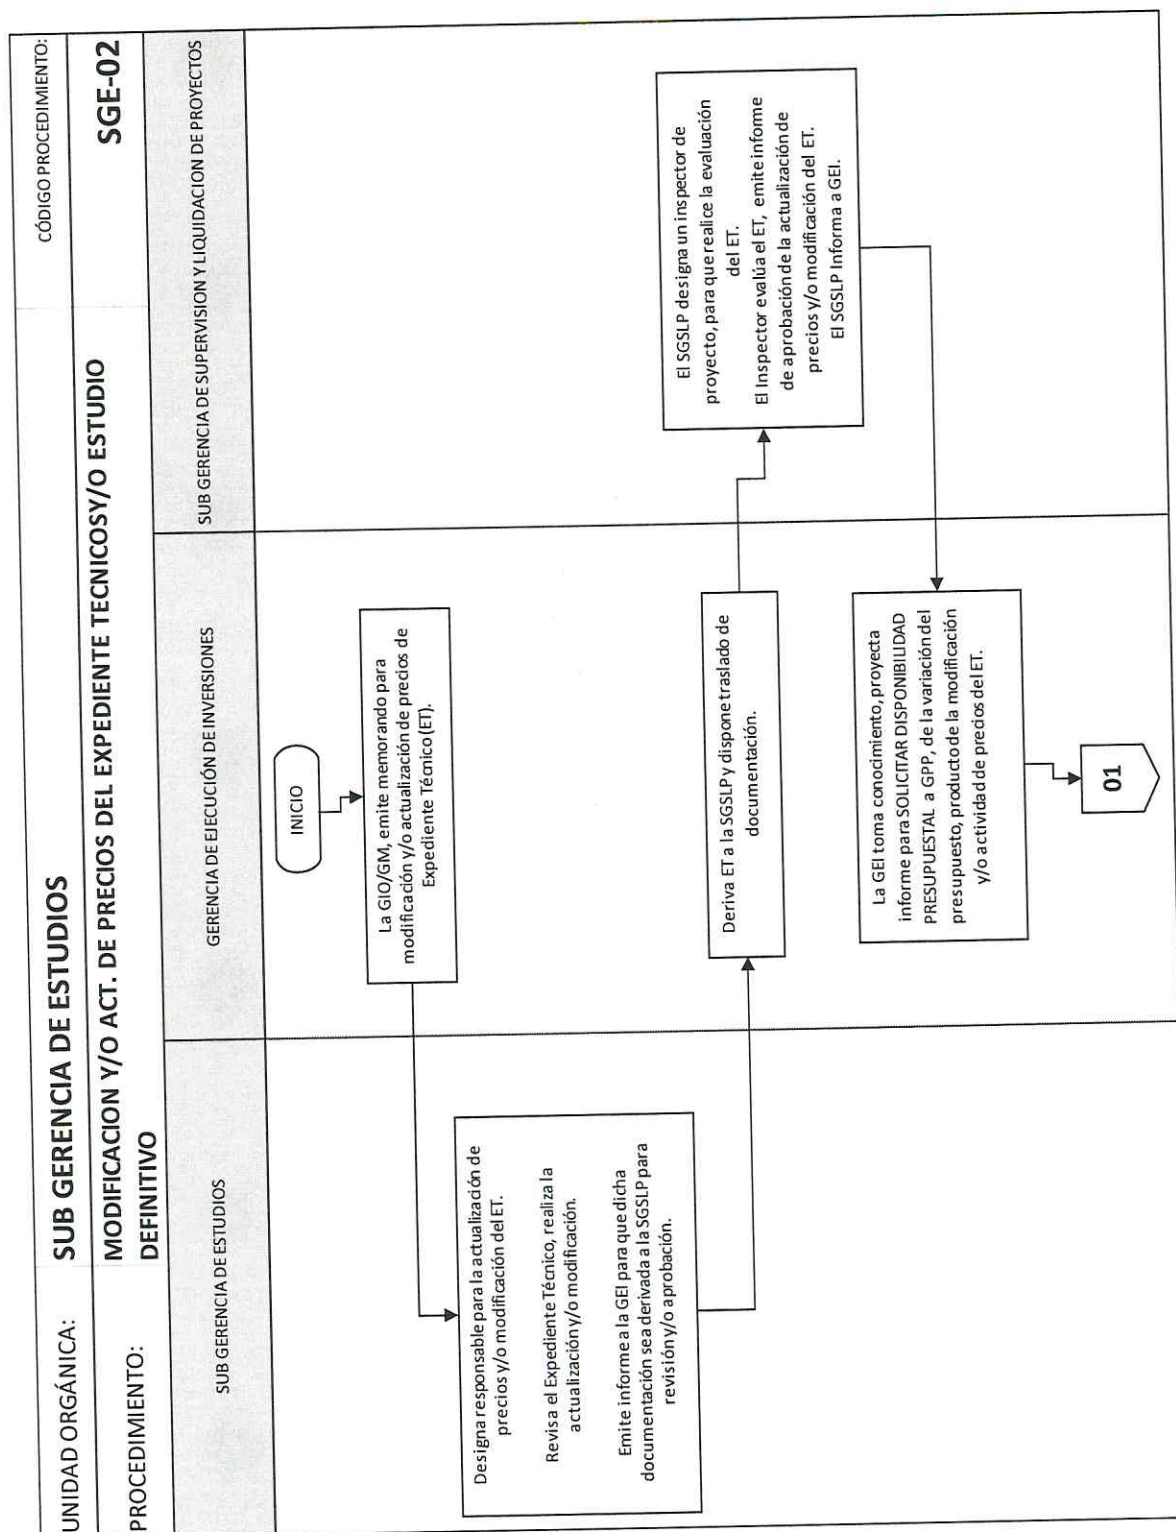 UNIDAD ORGÁNICA:
SUB GERENCIA DE ESTUDIOS
CÓDIGO PROCEDIMIENTO:
PROCEDIMIENTO:
MODIFICACION Y/O ACT. DE PRECIOS DEL EXPEDIENTE TECNICOSY/O ESTUDIO
DEFINITIVO
SGE-02
SUB GERENCIA DE ESTUDIOS
GERENCIA DE EJECUCIÓN DE INVERSIONES
SUB GERENCIA DE SUPERVISION Y LIQUIDACION DE PROYECTOS
INICIO
La GIO/GM, emite memorando para
modificación y/o actualización de precios de
Expediente Técnico (ET).
Designa responsable para la actualización de
precios y/o modificación del ET.
Revisa el Expediente Técnico, realiza la
actualización y/o modificación.
Emite informe a la GEI para que dicha
documentación sea derivada a la SGSLP para
revisión y/o aprobación.
Deriva ET a la SGSLP y dispone traslado de
documentación.
El SGSLP designa un inspector de
proyecto, para que realice la evaluación
del ET.
El Inspector evalúa el ET, emite informe
de aprobación de la actualización de
precios y/o modificación del ET.
El SGSLP Informa a GEI.
La GEI toma conocimiento, proyecta
informe para SOLICITAR DISPONIBILIDAD
PRESUPUESTAL a GPP, de la variación del
presupuesto, producto de la modificación
y/o actividad de precios del ET.
01